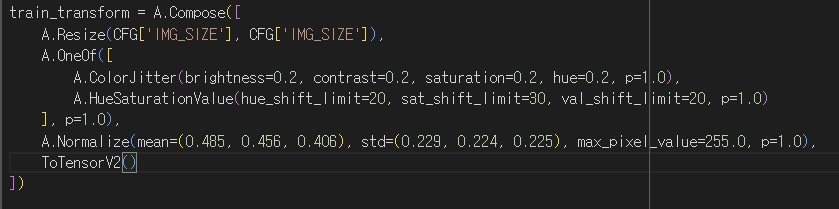 train_transform = A.Compose([
    A.Resize(CFG['IMG_SIZE'], CFG['IMG_SIZE']),
    A.OneOf([
        A.ColorJitter(brightness=0.2, contrast=0.2, saturation=0.2, hue=0.2, p=1.0),
        A.HueSaturationValue(hue_shift_limit=20, sat_shift_limit=30, val_shift_limit=20, p=1.0)
    ], p=1.0),
    A.Normalize(mean=(0.485, 0.456, 0.406), std=(0.229, 0.224, 0.225), max_pixel_value=255.0, p=1.0),
    ToTensorV2()
])